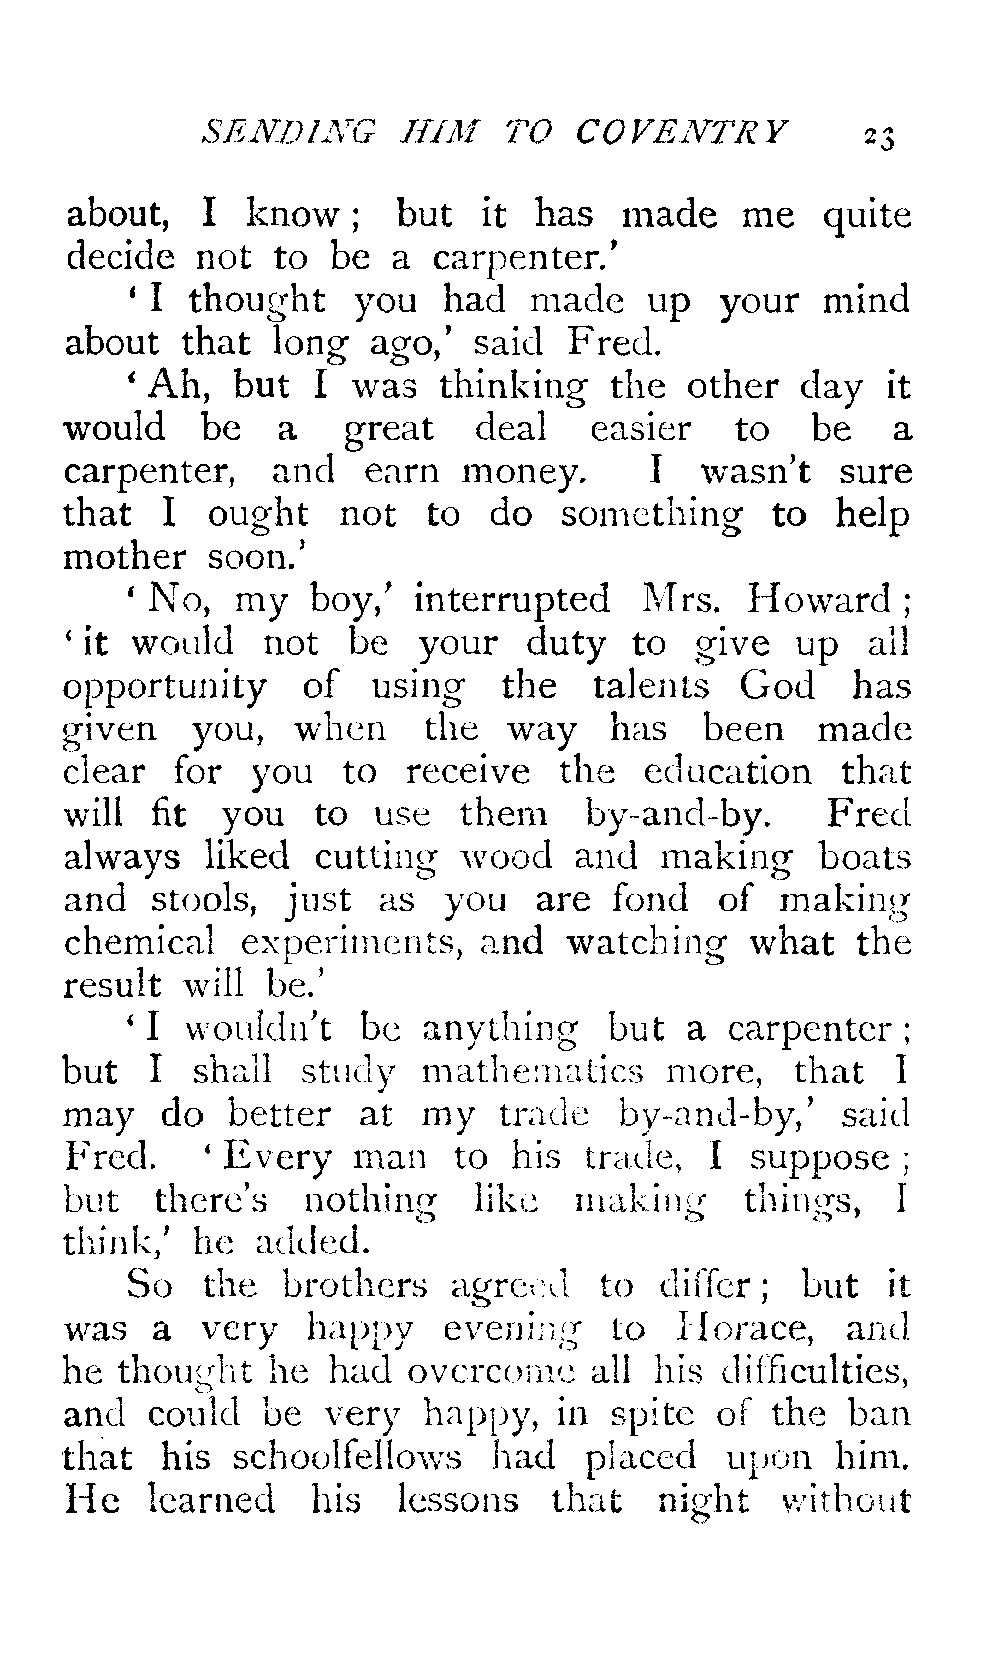 SENDING HIM TO COVENTRY 23
about, I know ; but it has made me quite
decide not to be a carpenter.'
' I thought you had made up your mind
about that long ago,' said Fred.
' Ah, but I was thinking the other day it
would be a great deal easier to be a
carpenter, and earn money. I wasn't sure
that I ought not to do something to help
mother soon.'
' No, my boy,' interrupted Mrs. Howard ;
' it would not be your duty to give up all
opportunity of using the talents God has
given you, when the way has been made
clear for you to receive the education that
will fit you to use them by-and-by. Fred
always liked cutting wood and making boats
and stools, just as you are fond of making
chemical experiments, and watching what the
result will be.'
' I wouldn't be anything but a carpenter ;
but I shall study mathematics more, that I
may do better at my trade by-and-by,' said
Fred. ' Every man to his trade, I suppose ;
but there's nothing like making things, I
think,' he added.
So the brothers agreed to differ ; but it
was a very happy evening to Horace, and
he thought he had overcome all his difficulties,
and could be very happy, in spite of the ban
that his schoolfellows had placed upon him.
He learned his lessons that night without